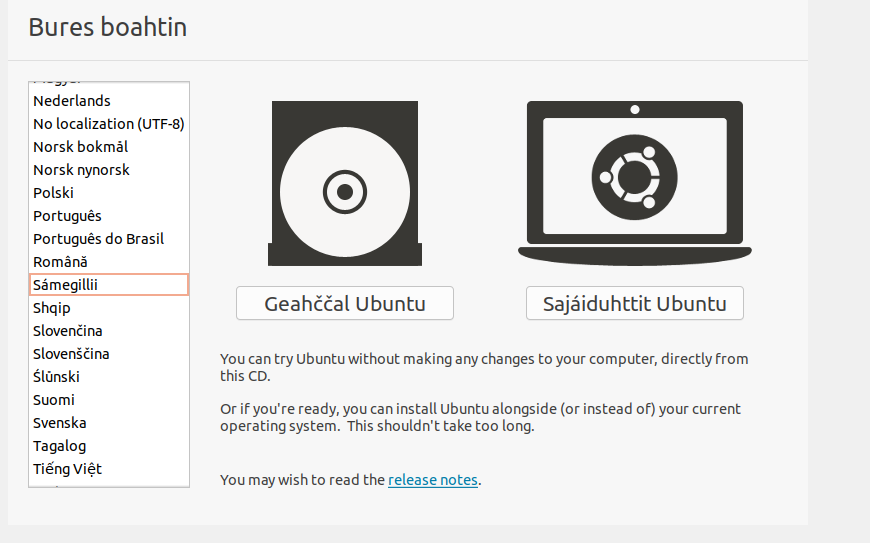 Bures boahtin
Nederlands
No localization (UTF-8)
Norsk bokmål
Norsk nynorsk
Polski
Português
Português do Brasil
Română
Sámegillii
Shqip
Slovenčina
Slovenščina
Ślůnski
Suomi
Svenska
Tagalog
Tiếng Việt
Geahččal Ubuntu
Sajáiduhttit Ubuntu
You can try Ubuntu without making any changes to your computer, directly from
this CD.
Or if you're ready, you can install Ubuntu alongside (or instead of) your current
operating system.  This shouldn't take too long.
You may wish to read the release notes.